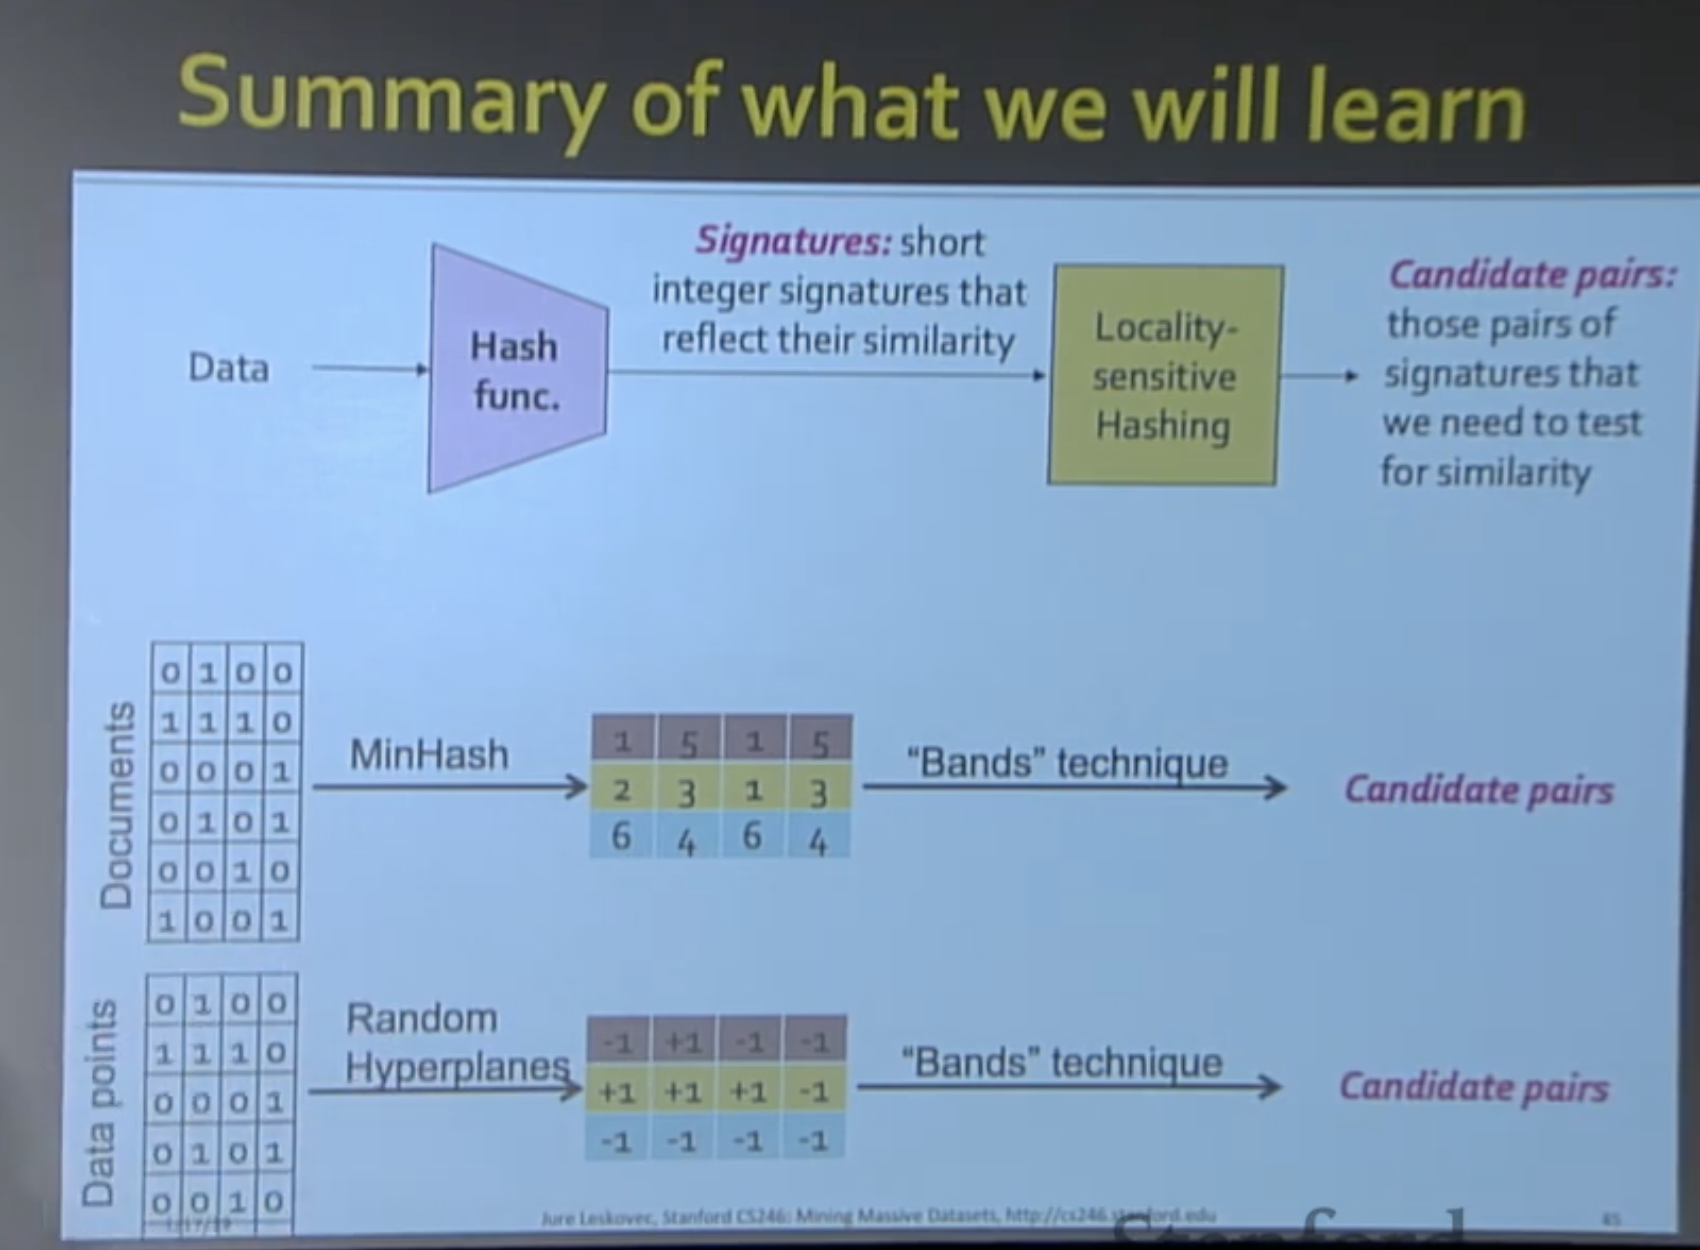 Summary of what we will learn
Signatures: short
integer signatures that
reflect their similarity
Data
Hash
func.
Locality-
sensitive
Hashing
Candidate pairs:
those pairs of
signatures that
we need to test
for similarity
Documents
0 1 0 0
1 1 1 0
0 0 0 1
0 1 0 1
0 0 1 0
1 0 0 1
MinHash
1 5 1 5
2 3 1 3
6 4 6 4
“Bands” technique
Candidate pairs
Data points
0 1 0 0
1 1 1 0
0 0 0 1
0 1 0 1
0 0 1 0
Random
Hyperplanes
-1 +1 -1 -1
+1 +1 +1 -1
-1 -1 -1 -1
“Bands” technique
Candidate pairs
Jure Leskovec, Stanford CS246: Mining Massive Datasets, http://cs246.stanford.edu
Stanford